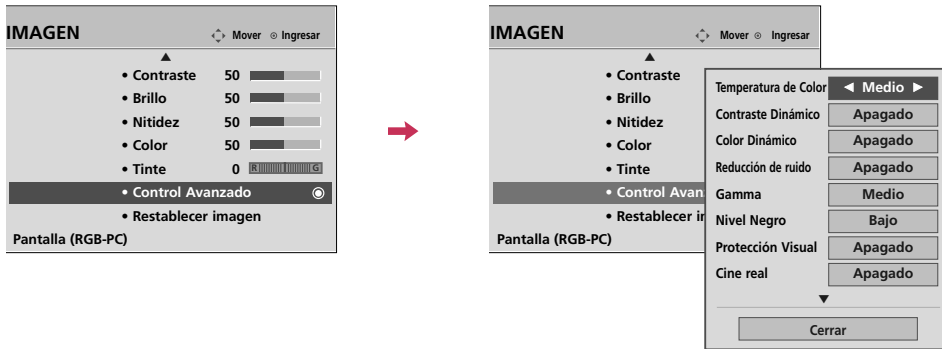 IMAGEN Mover Ingresar
• Contraste 50
• Brillo 50
• Nitidez 50
• Color 50
• Tinte 0 R G
• Control Avanzado
• Restablecer imagen
Pantalla (RGB-PC)
IMAGEN Mover Ingresar
• Contraste
• Brillo
• Nitidez
• Color
• Tinte
• Control Avan
• Restablecer
Pantalla (RGB-PC)
Temperatura de Color ◀ Medio ▶
Contraste Dinámico Apagado
Color Dinámico Apagado
Reducción de ruido Apagado
Gamma Medio
Nivel Negro Bajo
Protección Visual Apagado
Cine real Apagado
Cerrar